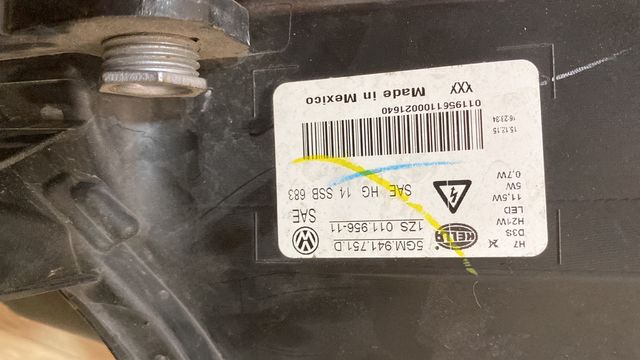 H7
D3S
H21W
LED
11,5W
5W
0,7W
HELLA
5GM.941.751.D
1ZS 011.956-11
SAE
SAE HG 14 SSB 683
15.12.15
16:23:34
0119561100021640
Made in Mexico
XXX